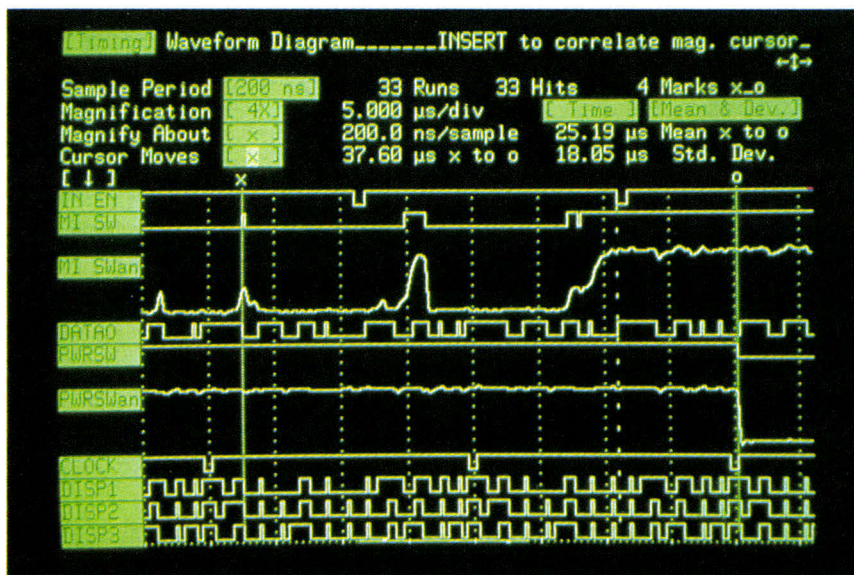 [Timing] Waveform Diagram_______INSERT to correlate mag. cursor_
←↕→
Sample Period [200 ns] 33 Runs 33 Hits 4 Marks x_o
Magnification [ 4X] 5.000 µs/div [ Time ] [Mean & Dev.]
Magnify About [ x ] 200.0 ns/sample 25.19 µs Mean x to o
Cursor Moves [ x ] 37.60 µs x to o 18.05 µs Std. Dev.
[ ↓ ] x o
IN EN
MI SW
MI SWan
DATAO
PWRSW
PWRSWan
CLOCK
DISP1
DISP2
DISP3